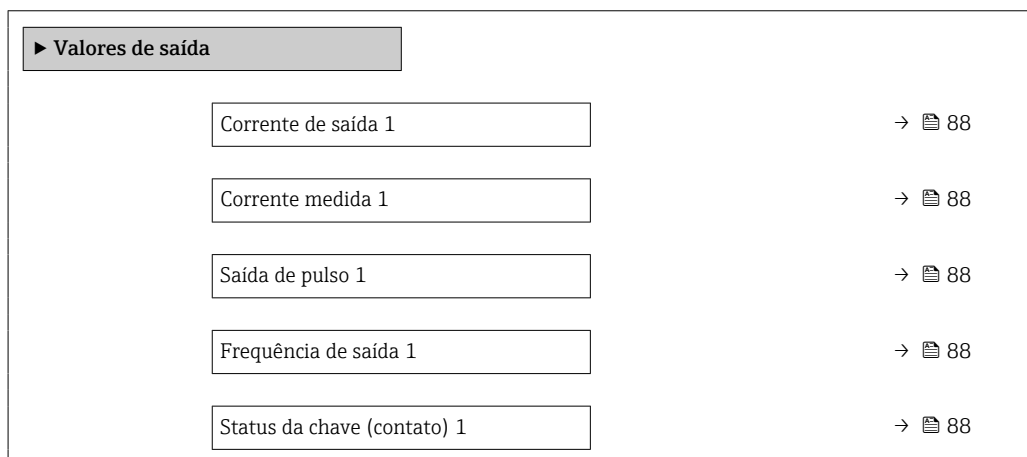 ► Valores de saída
Corrente de saída 1 → 88
Corrente medida 1 → 88
Saída de pulso 1 → 88
Frequência de saída 1 → 88
Status da chave (contato) 1 → 88